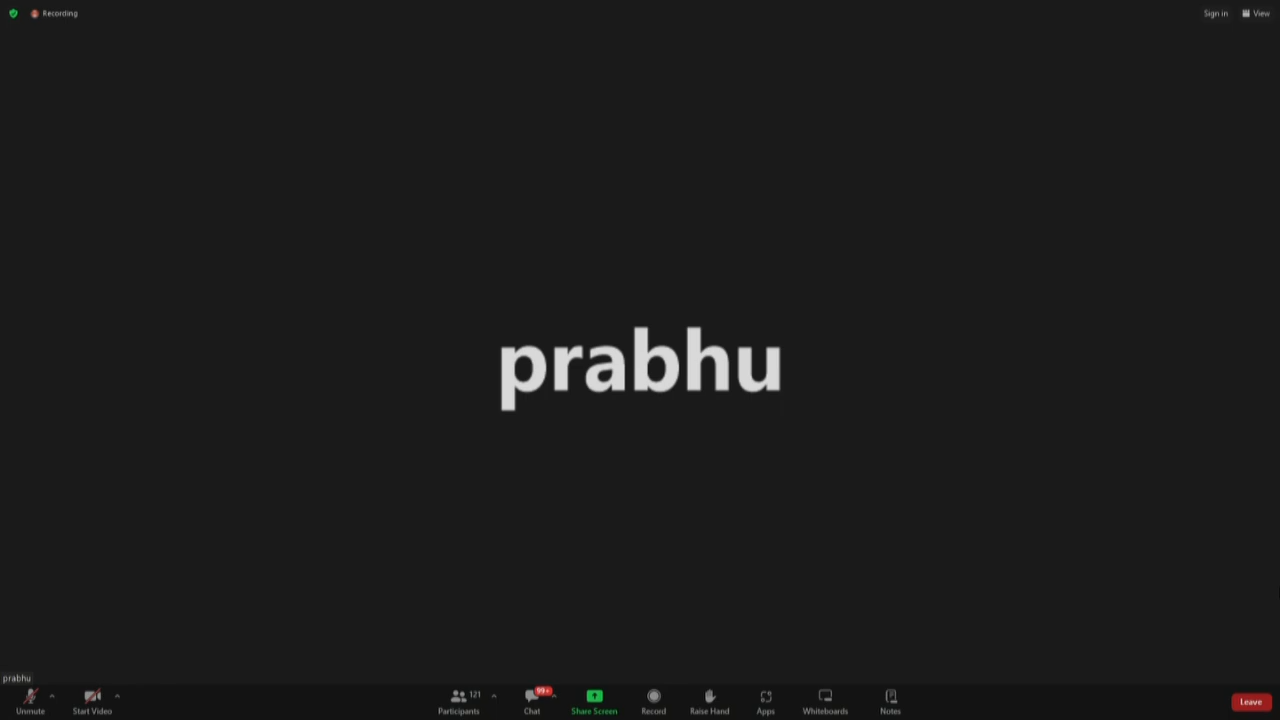 Recording
Sign in
View
prabhu
prabhu
Unmute
Start Video
121
Participants
99+
Chat
Share Screen
Record
Raise Hand
Apps
Whiteboards
Notes
Leave